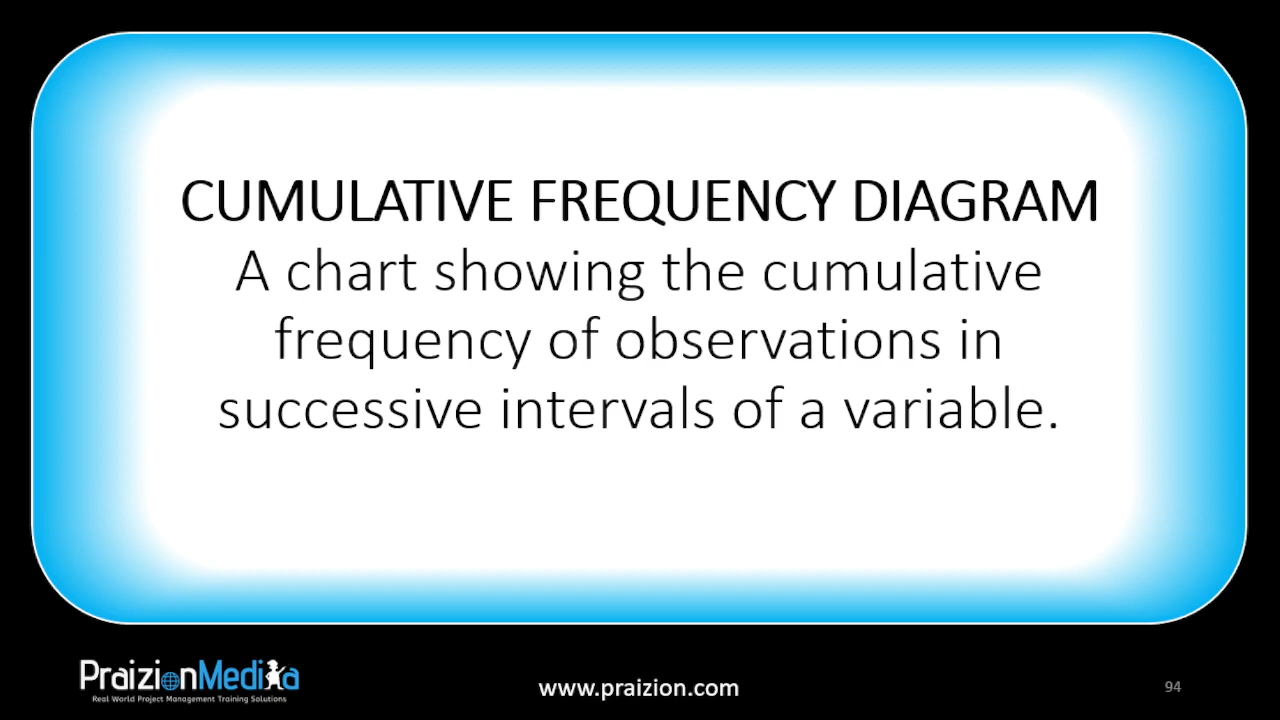 CUMULATIVE FREQUENCY DIAGRAM
A chart showing the cumulative
frequency of observations in
successive intervals of a variable.
PraizionMedia
Real World Project Management Training Solutions
www.praizion.com
94